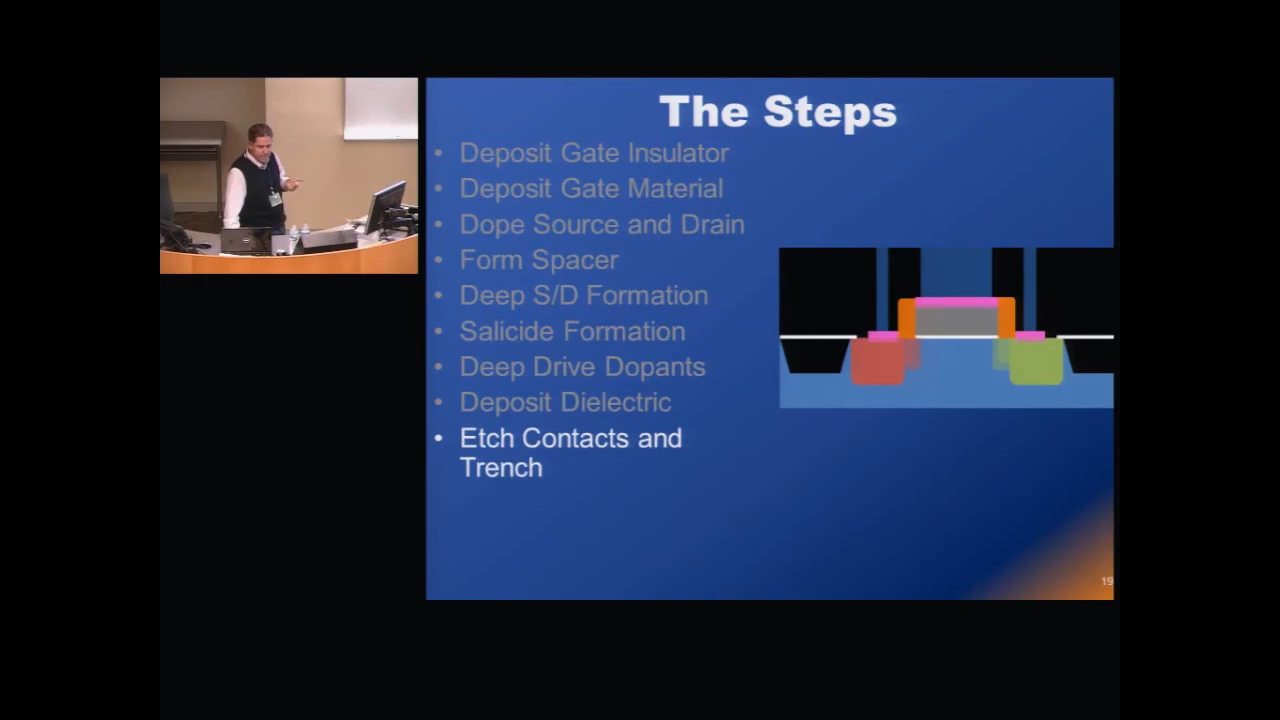 The Steps
• Deposit Gate Insulator
• Deposit Gate Material
• Dope Source and Drain
• Form Spacer
• Deep S/D Formation
• Salicide Formation
• Deep Drive Dopants
• Deposit Dielectric
• Etch Contacts and
Trench
19